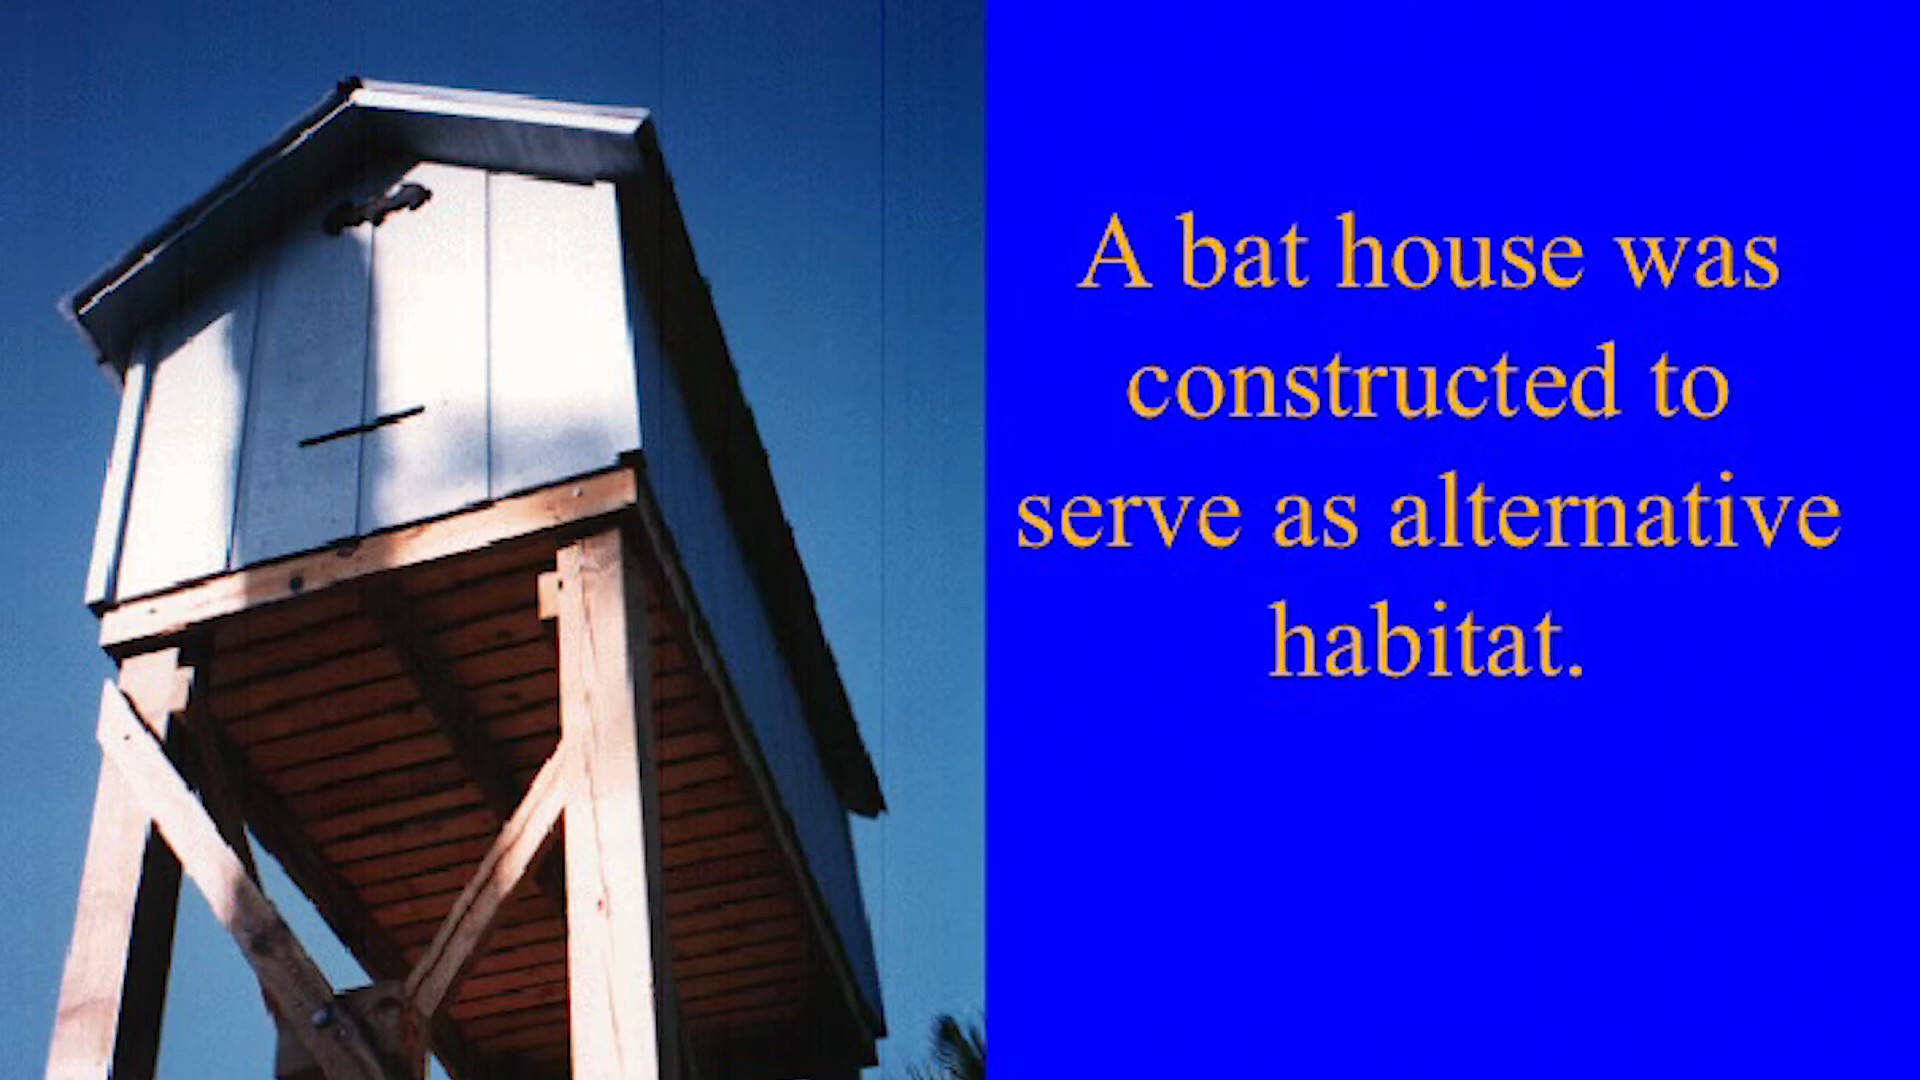 A bat house was
constructed to
serve as alternative
habitat.